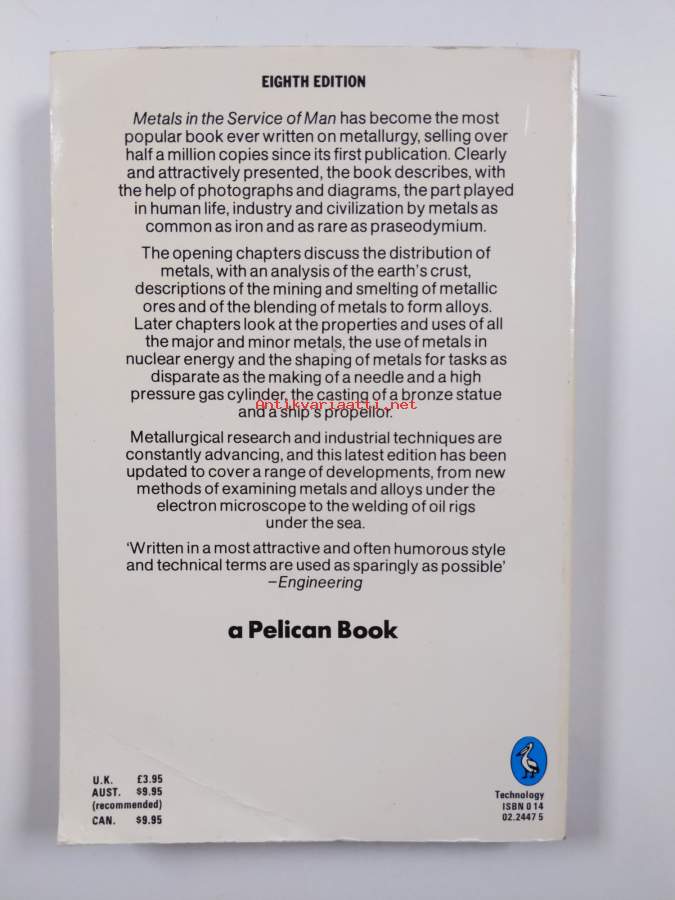 EIGHTH EDITION
Metals in the Service of Man has become the most
popular book ever written on metallurgy, selling over
half a million copies since its first publication. Clearly
and attractively presented, the book describes, with
the help of photographs and diagrams, the part played
in human life, industry and civilization by metals as
common as iron and as rare as praseodymium.
The opening chapters discuss the distribution of
metals, with an analysis of the earth's crust,
descriptions of the mining and smelting of metallic
ores and of the blending of metals to form alloys.
Later chapters look at the properties and uses of all
the major and minor metals, the use of metals in
nuclear energy and the shaping of metals for tasks as
disparate as the making of a needle and a high
pressure gas cylinder, the casting of a bronze statue
Antikvariaatti.net
and a ship's propellor.
Metallurgical research and industrial techniques are
constantly advancing, and this latest edition has been
updated to cover a range of developments, from new
methods of examining metals and alloys under the
electron microscope to the welding of oil rigs
under the sea.
'Written in a most attractive and often humorous style
and technical terms are used as sparingly as possible'
–Engineering
a Pelican Book
U.K. £3.95
AUST. $9.95
(recommended)
CAN. $9.95
Technology
ISBN 0 14
02.2447 5